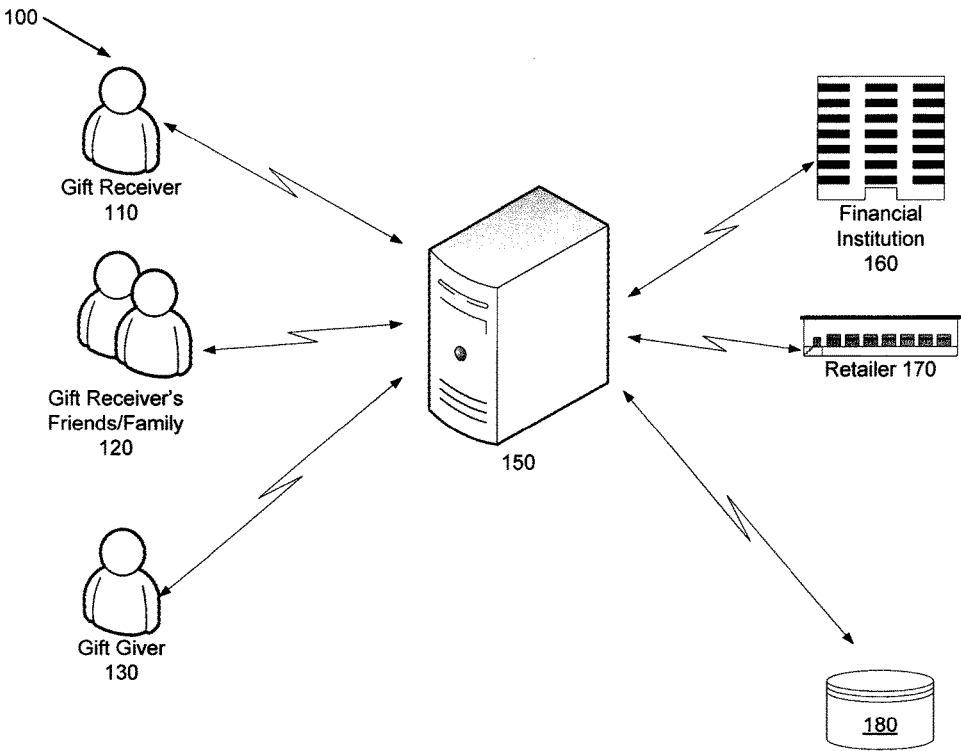 100
Gift Receiver
110
Financial
Institution
160
Gift Receiver's
Friends/Family
120
Retailer 170
150
Gift Giver
130
180